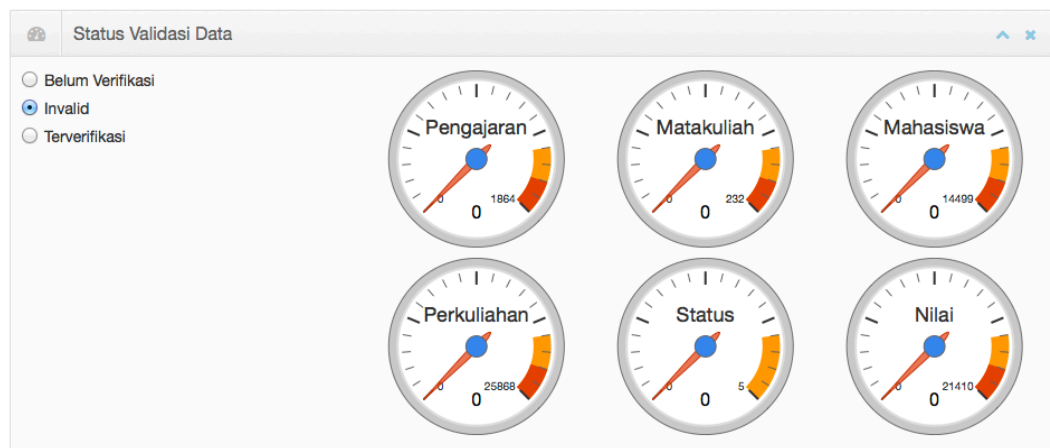 Status Validasi Data
Belum Verifikasi
Invalid
Terverifikasi
Pengajaran
0 1864
0
Matakuliah
0 232
0
Mahasiswa
0 14499
0
Perkuliahan
0 25868
0
Status
0 5
0
Nilai
0 21410
0